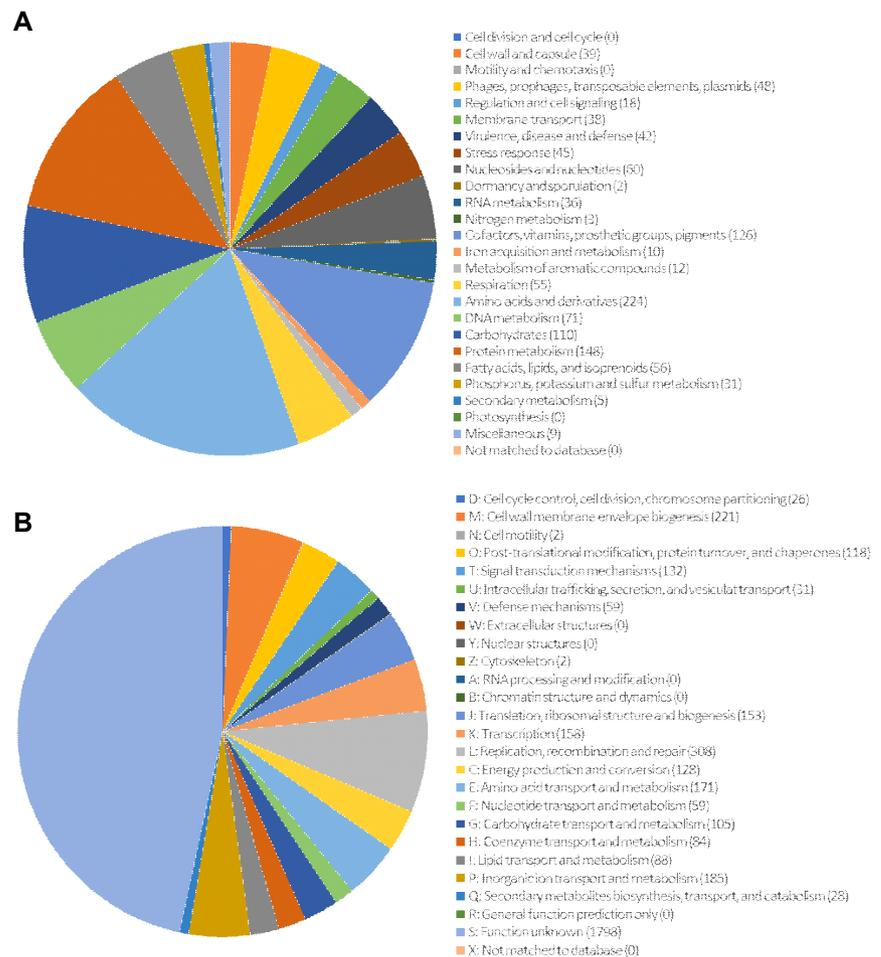 A
Cell division and cell cycle (0)
Cell wall and capsule (39)
Motility and chemotaxis (0)
Phages, prophages, transposable elements, plasmids (48)
Regulation and cell signaling (18)
Membrane transport (38)
Virulence, disease and defense (42)
Stress response (45)
Nucleosides and nucleotides (60)
Dormancy and sporulation (2)
RNA metabolism (36)
Nitrogen metabolism (3)
Cofactors, vitamins, prosthetic groups, pigments (126)
Iron acquisition and metabolism (10)
Metabolism of aromatic compounds (12)
Respiration (55)
Amino acids and derivatives (224)
DNA metabolism (71)
Carbohydrates (110)
Protein metabolism (148)
Fatty acids, lipids, and isoprenoids (56)
Phosphorus, potassium and sulfur metabolism (31)
Secondary metabolism (5)
Photosynthesis (0)
Miscellaneous (9)
Not matched to database (0)
B
D: Cell cycle control, cell division, chromosome partitioning (26)
M: Cell wall membrane envelope biogenesis (221)
N: Cell motility (2)
O: Post-translational modification, protein turnover, and chaperones (118)
T: Signal transduction mechanisms (132)
U: Intracellular trafficking, secretion, and vesiculat transport (31)
V: Defense mechanisms (59)
W: Extracellular structures (0)
Y: Nuclear structures (0)
Z: Cytoskeleton (2)
A: RNA processing and modification (0)
B: Chromatin structure and dynamics (0)
J: Translation, ribosomal structure and biogenesis (153)
K: Transcription (158)
L: Replication, recombination and repair (308)
C: Energy production and conversion (128)
E: Amino acid transport and metabolism (171)
F: Nucleotide transport and metabolism (59)
G: Carbohydrate transport and metabolism (105)
H: Coenzyme transport and metabolism (84)
I: Lipid transport and metabolism (88)
P: Inorganic ion transport and metabolism (185)
Q: Secondary metabolites biosynthesis, transport, and catabolism (28)
R: General function prediction only (0)
S: Function unknown (1798)
X: Not matched to database (0)